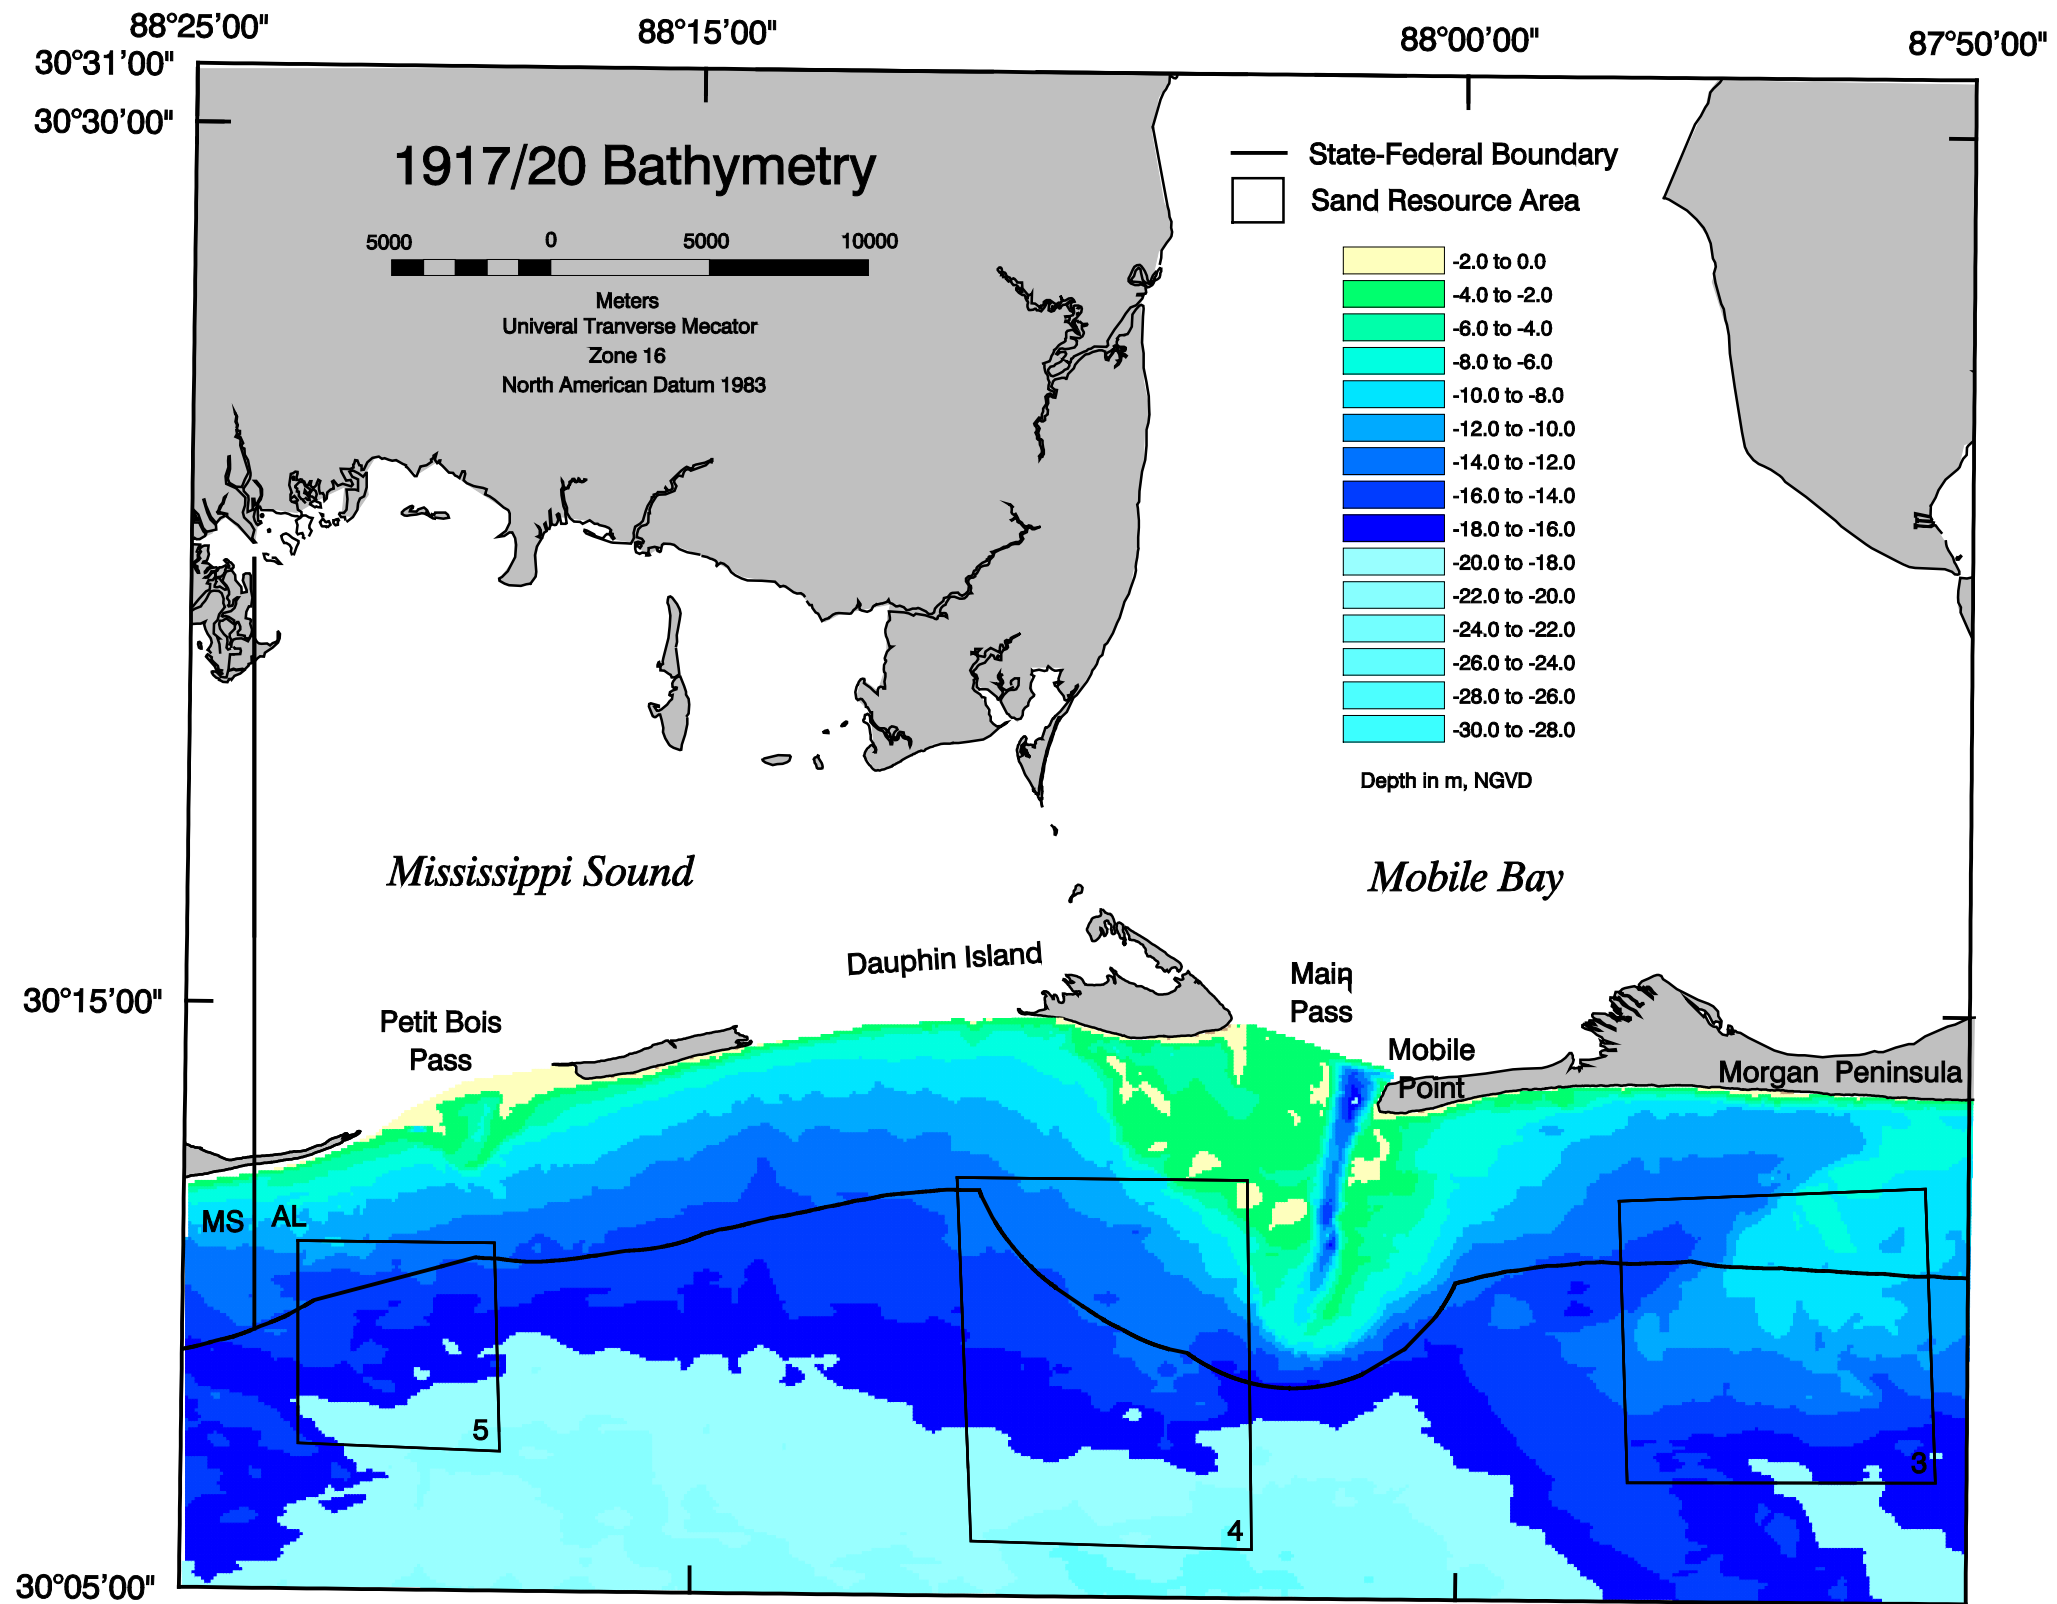 88°25'00"
88°15'00"
88°00'00"
87°50'00"
30°31'00"
30°30'00"
1917/20 Bathymetry
5000 0 5000 10000
Meters
Univeral Tranverse Mecator
Zone 16
North American Datum 1983
State-Federal Boundary
Sand Resource Area
-2.0 to 0.0
-4.0 to -2.0
-6.0 to -4.0
-8.0 to -6.0
-10.0 to -8.0
-12.0 to -10.0
-14.0 to -12.0
-16.0 to -14.0
-18.0 to -16.0
-20.0 to -18.0
-22.0 to -20.0
-24.0 to -22.0
-26.0 to -24.0
-28.0 to -26.0
-30.0 to -28.0
Depth in m, NGVD
Mississippi Sound
Mobile Bay
Dauphin Island
Main
Pass
30°15'00"
Petit Bois
Pass
Mobile
Point
Morgan Peninsula
MS AL
5
4
3
30°05'00"